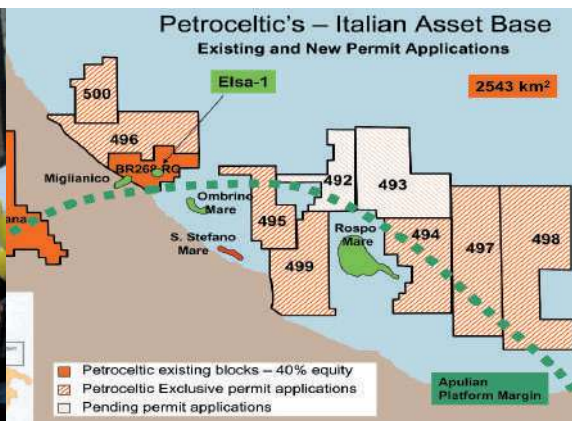 Petroceltic's – Italian Asset Base
Existing and New Permit Applications
Elsa-1
2543 km²
500
496
BR268 RG
Miglianico
Ombrino
Mare
S. Stefano
Mare
492
493
495
499
Rospo
Mare
494
497
498
ana
Petroceltic existing blocks – 40% equity
Petroceltic Exclusive permit applications
Pending permit applications
Apulian
Platform Margin